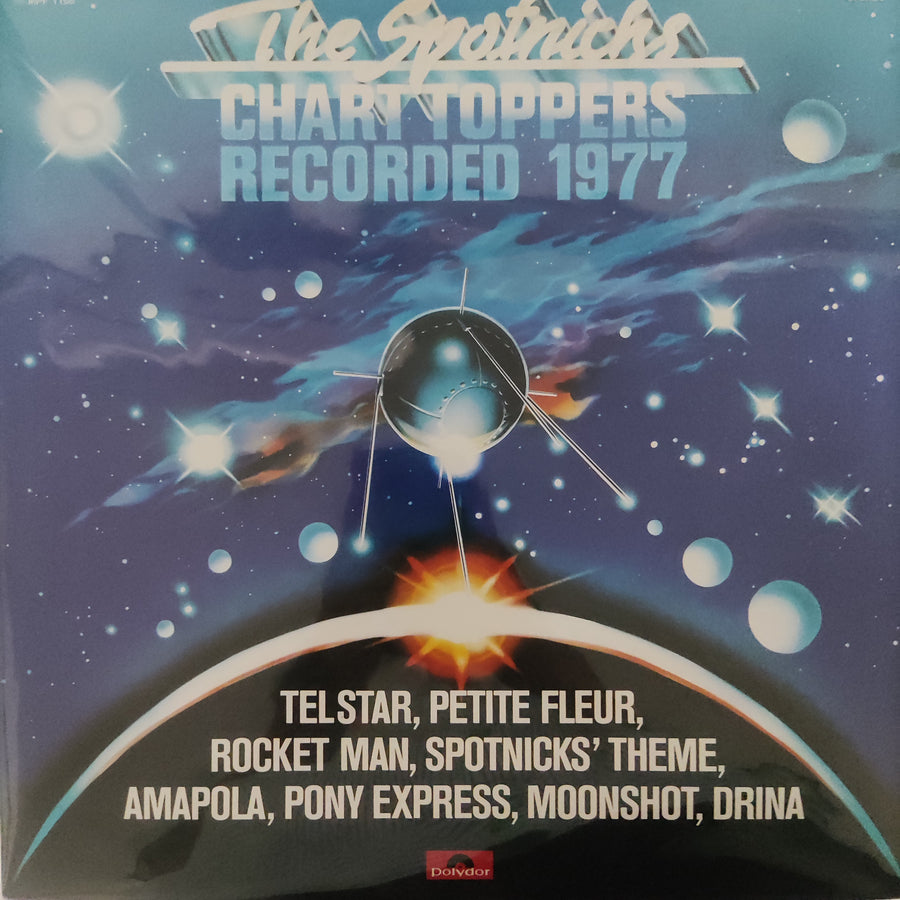 The Spotnicks
CHART TOPPERS
RECORDED 1977
TELSTAR, PETITE FLEUR,
ROCKET MAN, SPOTNICKS' THEME,
AMAPOLA, PONY EXPRESS, MOONSHOT, DRINA
polydor